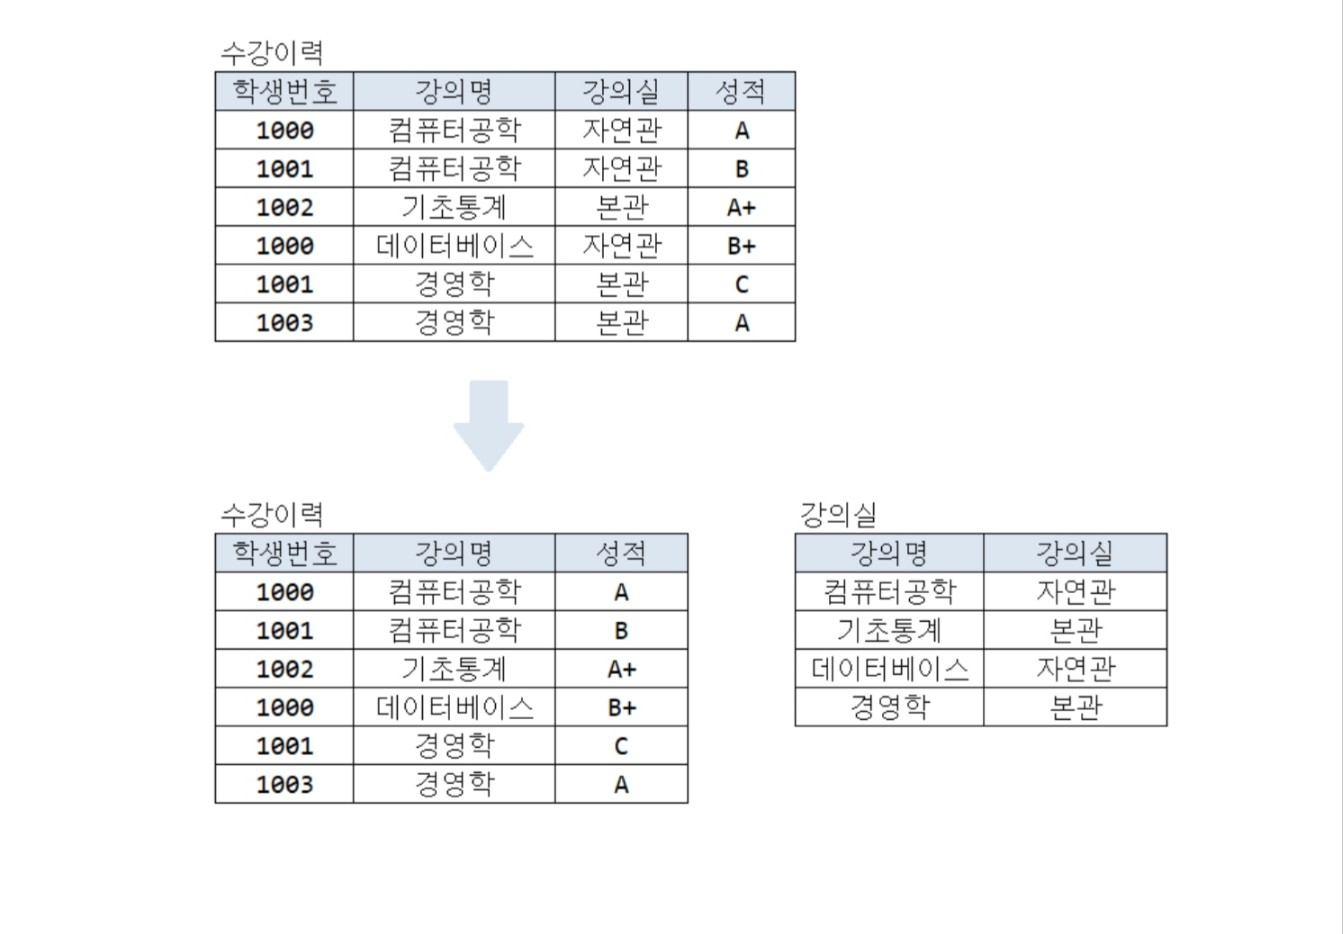 수강이력
학생번호 강의명 강의실 성적
1000 컴퓨터공학 자연관 A
1001 컴퓨터공학 자연관 B
1002 기초통계 본관 A+
1000 데이터베이스 자연관 B+
1001 경영학 본관 C
1003 경영학 본관 A
수강이력
학생번호 강의명 성적
1000 컴퓨터공학 A
1001 컴퓨터공학 B
1002 기초통계 A+
1000 데이터베이스 B+
1001 경영학 C
1003 경영학 A
강의실
강의명 강의실
컴퓨터공학 자연관
기초통계 본관
데이터베이스 자연관
경영학 본관